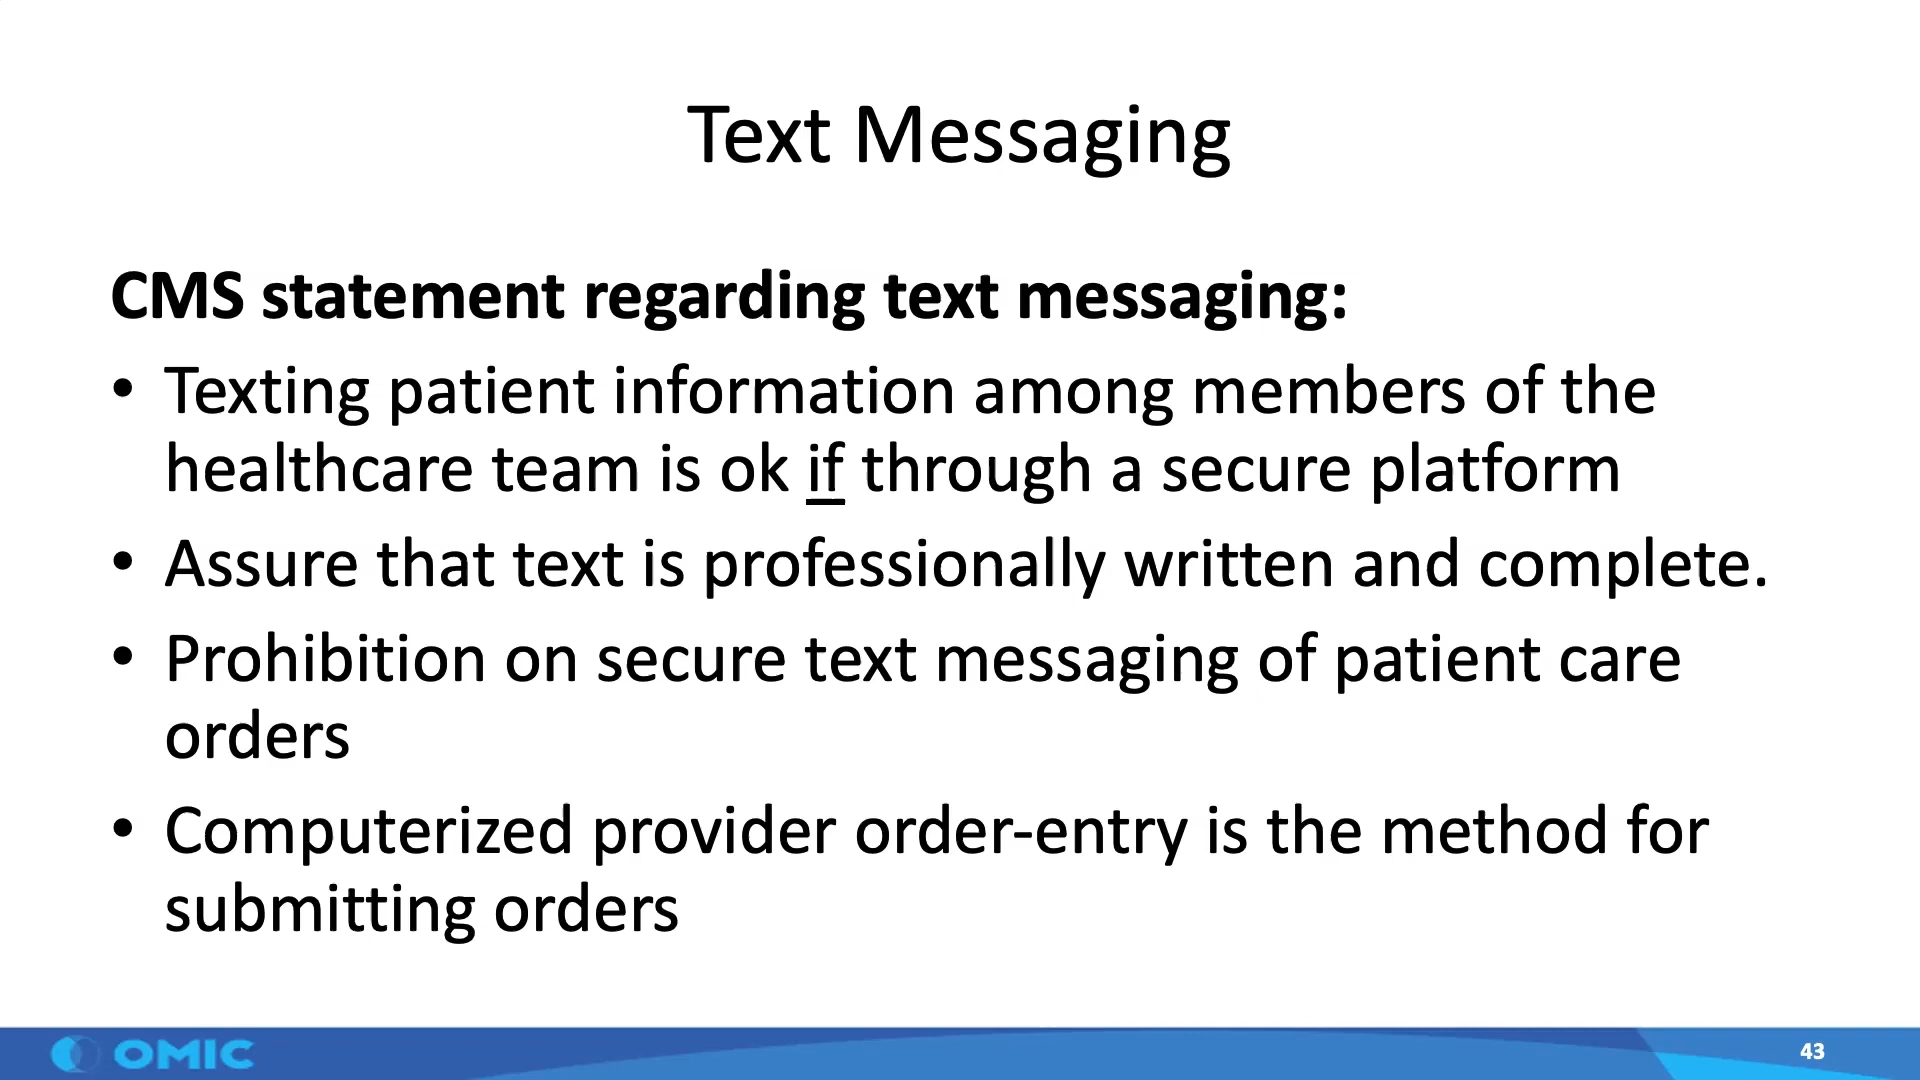 Text Messaging
CMS statement regarding text messaging:
• Texting patient information among members of the
healthcare team is ok if through a secure platform
• Assure that text is professionally written and complete.
• Prohibition on secure text messaging of patient care
orders
• Computerized provider order-entry is the method for
submitting orders
OMIC
43